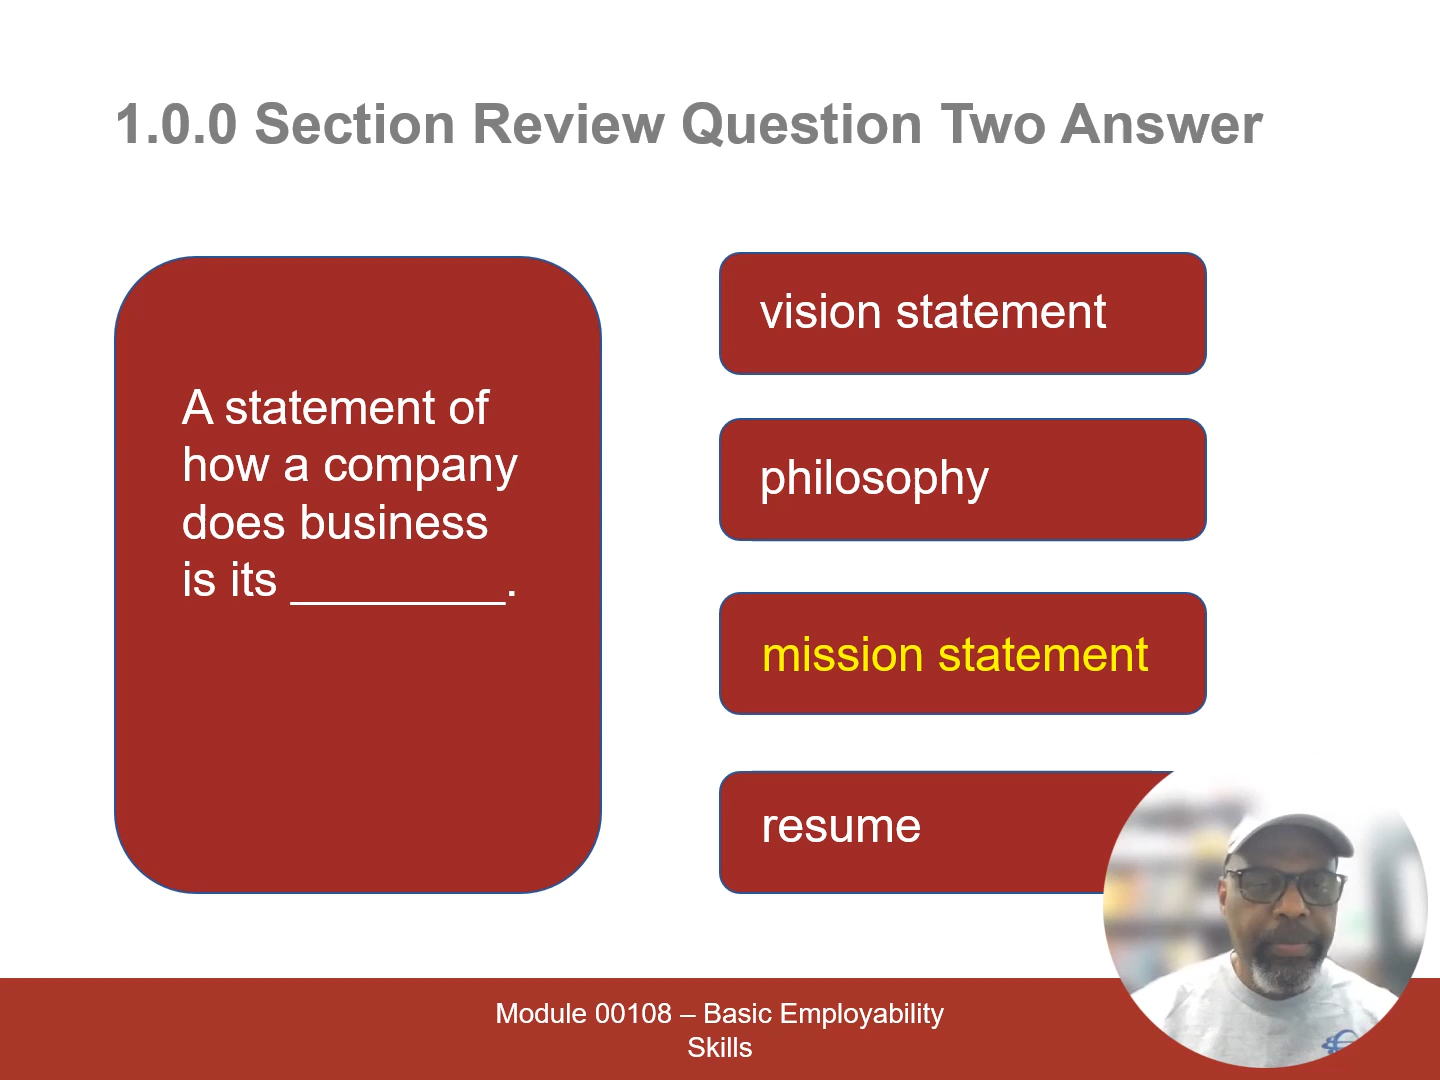 1.0.0 Section Review Question Two Answer
A statement of
how a company
does business
is its ________.
vision statement
philosophy
mission statement
resume
Module 00108 – Basic Employability
Skills